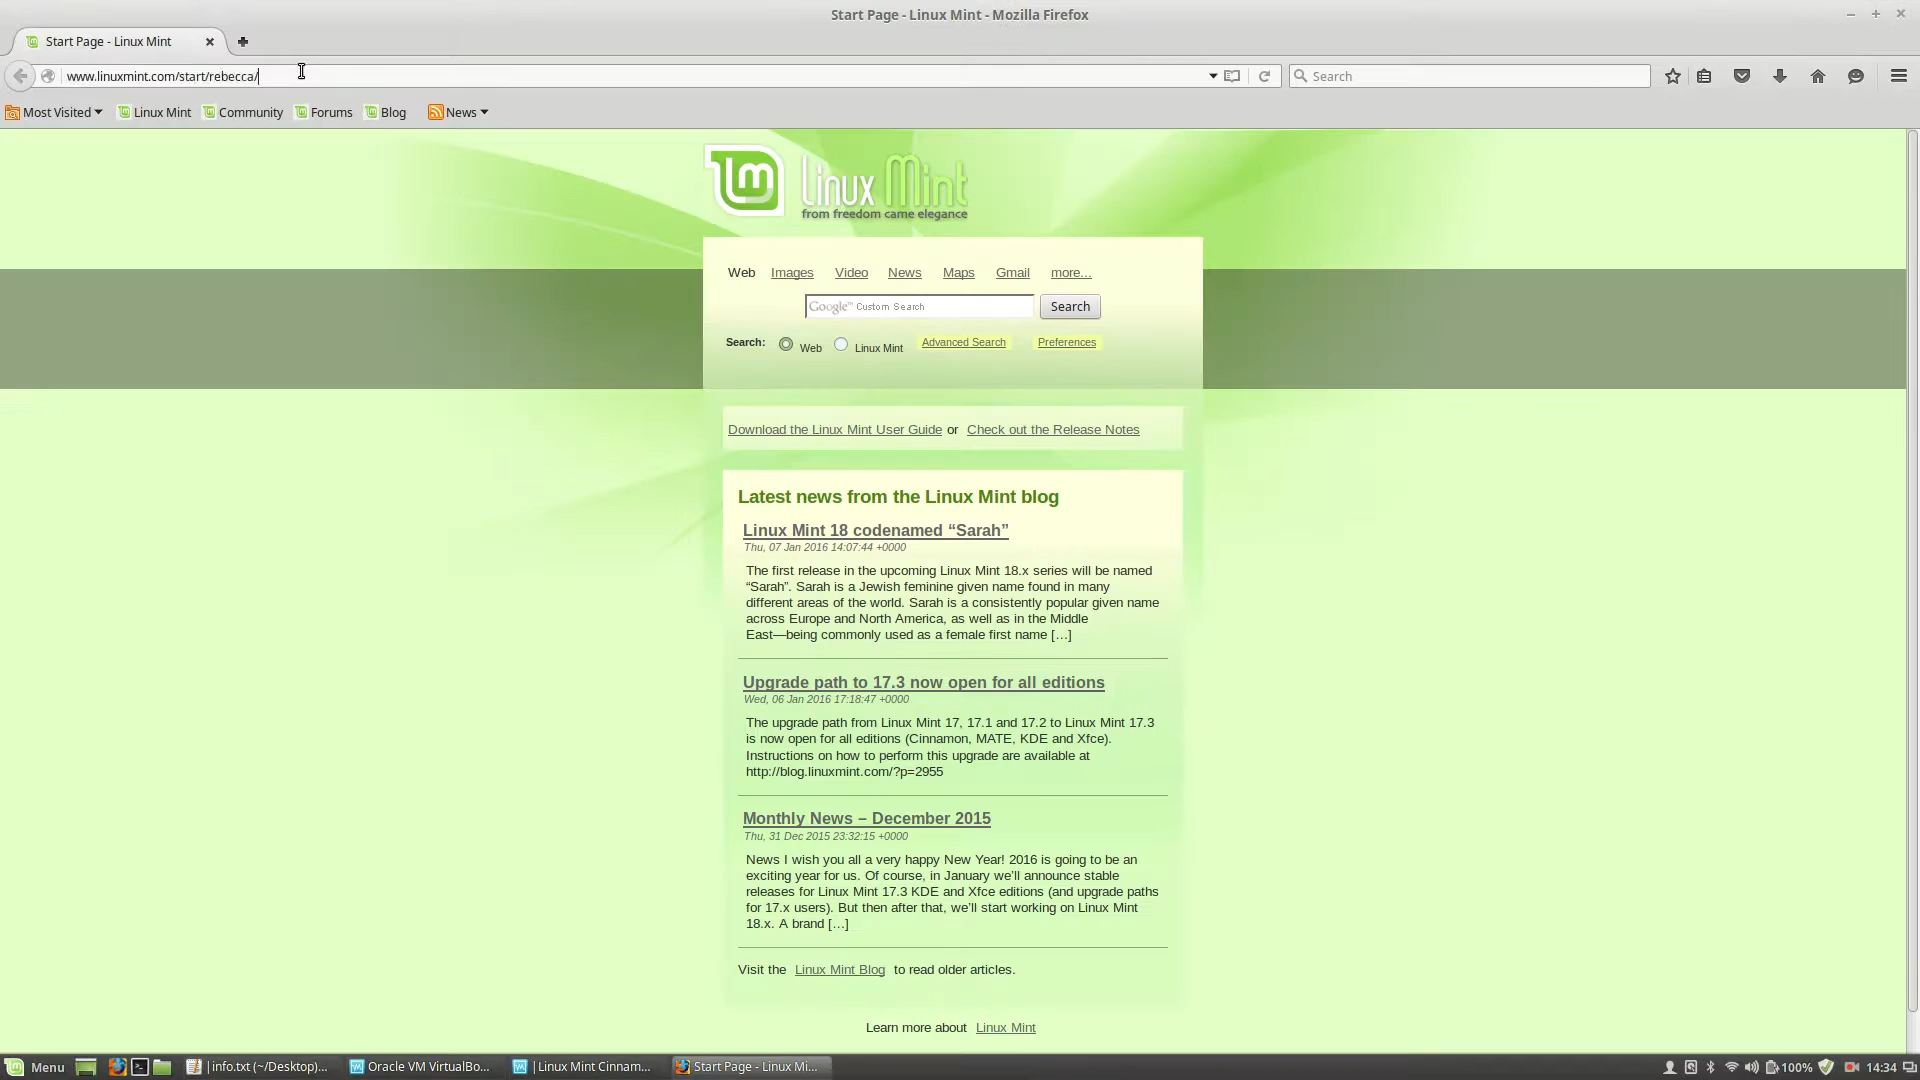 Start Page - Linux Mint - Mozilla Firefox
Start Page - Linux Mint
www.linuxmint.com/start/rebecca/
Search
Most Visited
Linux Mint
Community
Forums
Blog
News
Linux Mint
from freedom came elegance
Web Images Video News Maps Gmail more...
Google™ Custom Search
Search
Search: Web Linux Mint Advanced Search Preferences
Download the Linux Mint User Guide or Check out the Release Notes
Latest news from the Linux Mint blog
Linux Mint 18 codenamed “Sarah”
Thu, 07 Jan 2016 14:07:44 +0000
The first release in the upcoming Linux Mint 18.x series will be named
“Sarah”. Sarah is a Jewish feminine given name found in many
different areas of the world. Sarah is a consistently popular given name
across Europe and North America, as well as in the Middle
East—being commonly used as a female first name […]
Upgrade path to 17.3 now open for all editions
Wed, 06 Jan 2016 17:18:47 +0000
The upgrade path from Linux Mint 17, 17.1 and 17.2 to Linux Mint 17.3
is now open for all editions (Cinnamon, MATE, KDE and Xfce).
Instructions on how to perform this upgrade are available at
http://blog.linuxmint.com/?p=2955
Monthly News – December 2015
Thu, 31 Dec 2015 23:32:15 +0000
News I wish you all a very happy New Year! 2016 is going to be an
exciting year for us. Of course, in January we’ll announce stable
releases for Linux Mint 17.3 KDE and Xfce editions (and upgrade paths
for 17.x users). But then after that, we’ll start working on Linux Mint
18.x. A brand […]
Visit the Linux Mint Blog to read older articles.
Learn more about Linux Mint
Menu
|info.txt (~/Desktop)...
Oracle VM VirtualBo...
|Linux Mint Cinnam...
Start Page - Linux Mi...
100%
14:34